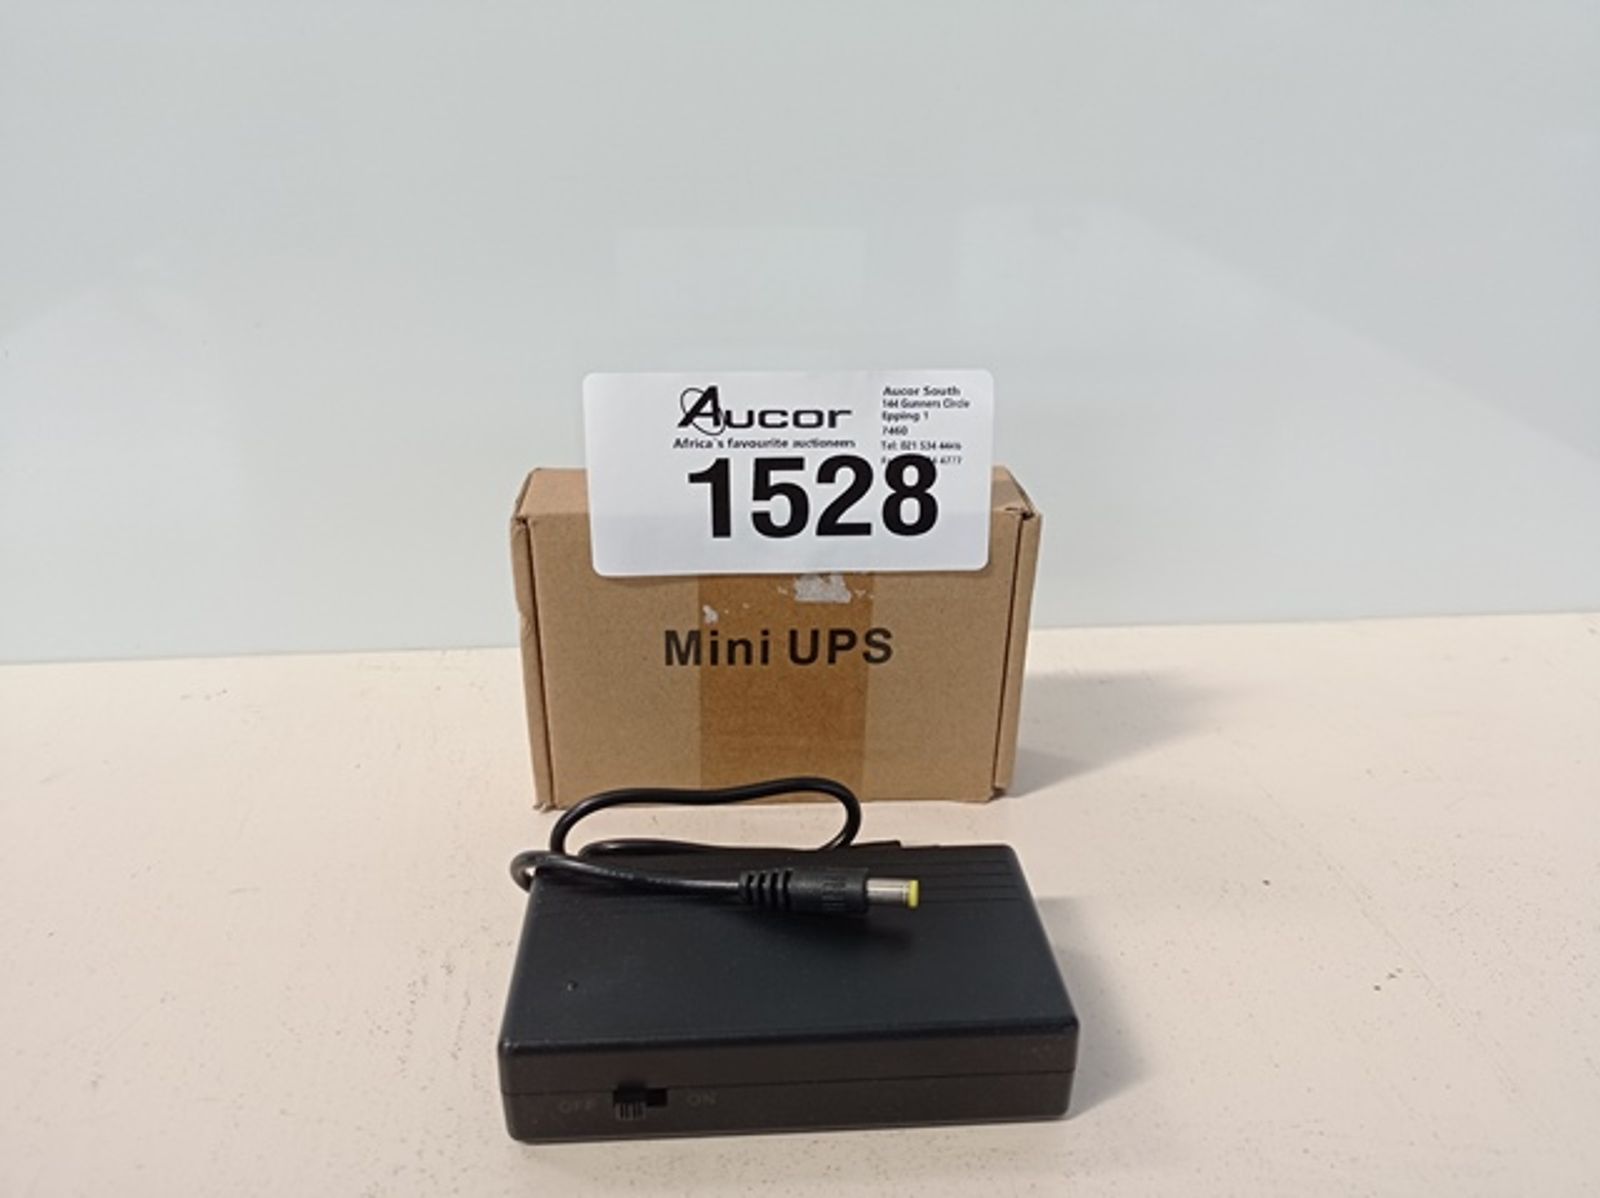 Aucor
Africa's favourite auctioneers
Aucor South
144 Gunners Circle
Epping 1
7460
Tel: 021 534 4446
4777
1528
Mini UPS
OFF ON